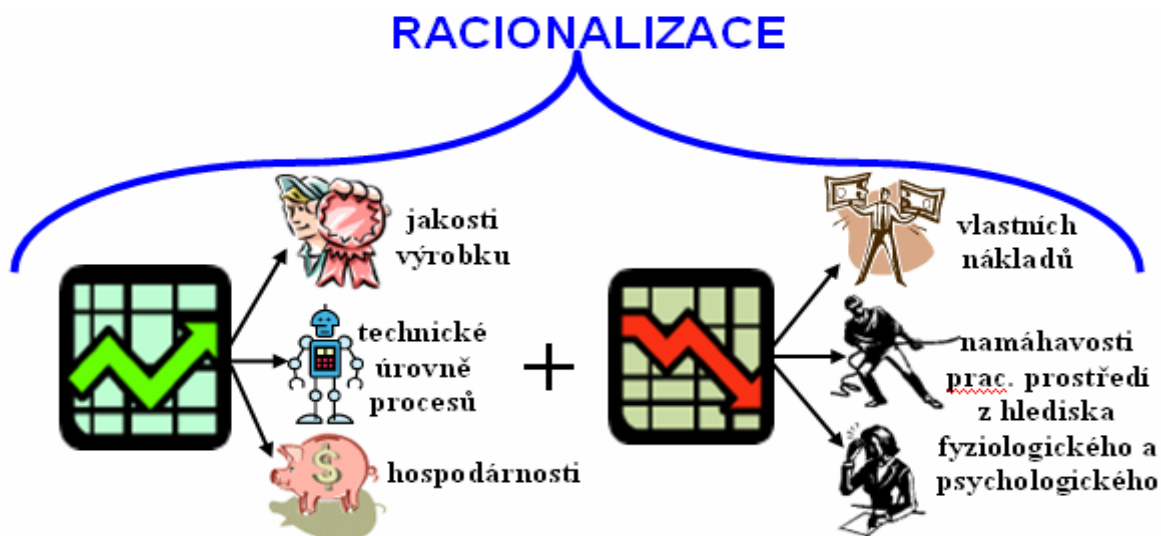 RACIONALIZACE
jakosti
výrobku
technické
úrovně
procesů
$
hospodárnosti
+
vlastních
nákladů
namáhavosti
prac. prostředí
z hlediska
fyziologického a
psychologického